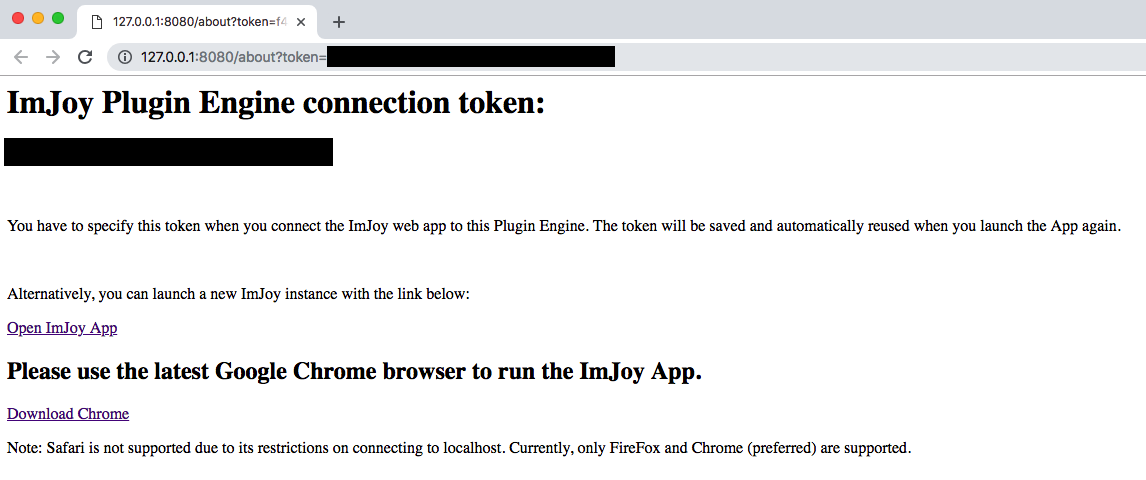 127.0.0.1:8080/about?token=f4
127.0.0.1:8080/about?token=
ImJoy Plugin Engine connection token:
You have to specify this token when you connect the ImJoy web app to this Plugin Engine. The token will be saved and automatically reused when you launch the App again.
Alternatively, you can launch a new ImJoy instance with the link below:
Open ImJoy App
Please use the latest Google Chrome browser to run the ImJoy App.
Download Chrome
Note: Safari is not supported due to its restrictions on connecting to localhost. Currently, only FireFox and Chrome (preferred) are supported.